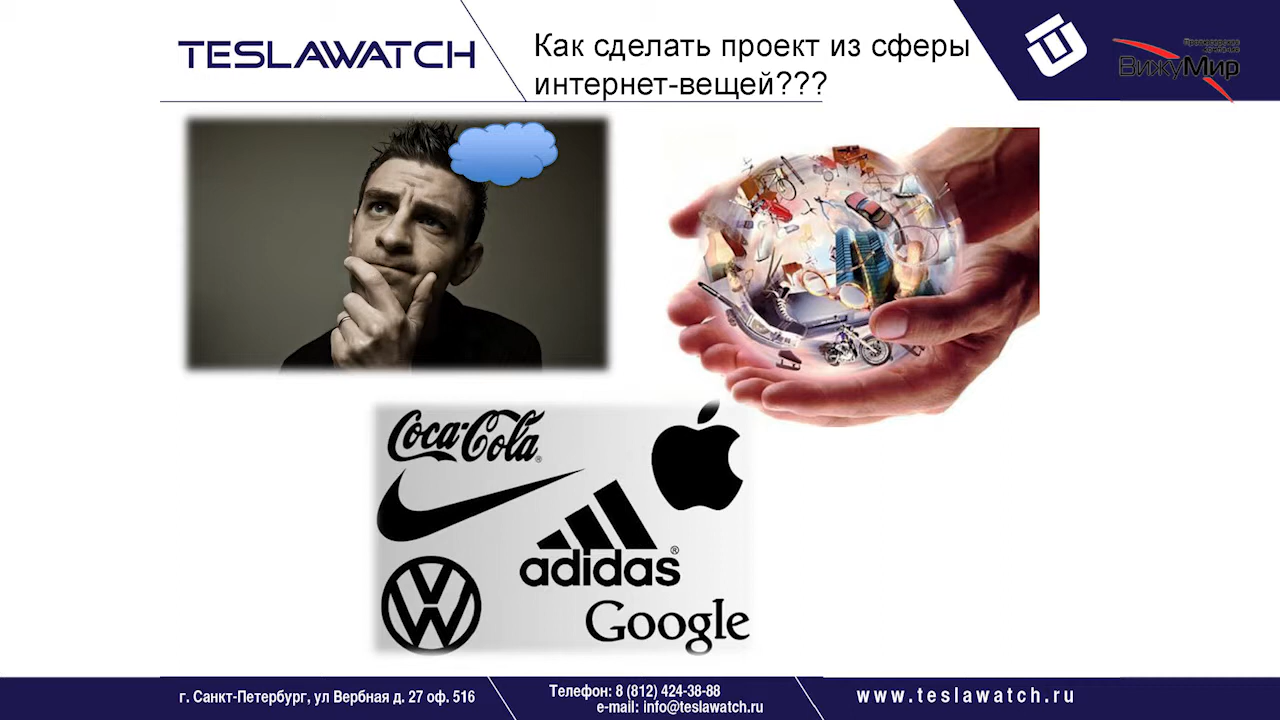 TESLAWATCH
Как сделать проект из сферы
интернет-вещей???
ВижуМир
Coca-Cola
adidas
Google
г. Санкт-Петербург, ул Вербная д. 27 оф. 516
Телефон: 8 (812) 424-38-88
e-mail: info@teslawatch.ru
www.teslawatch.ru